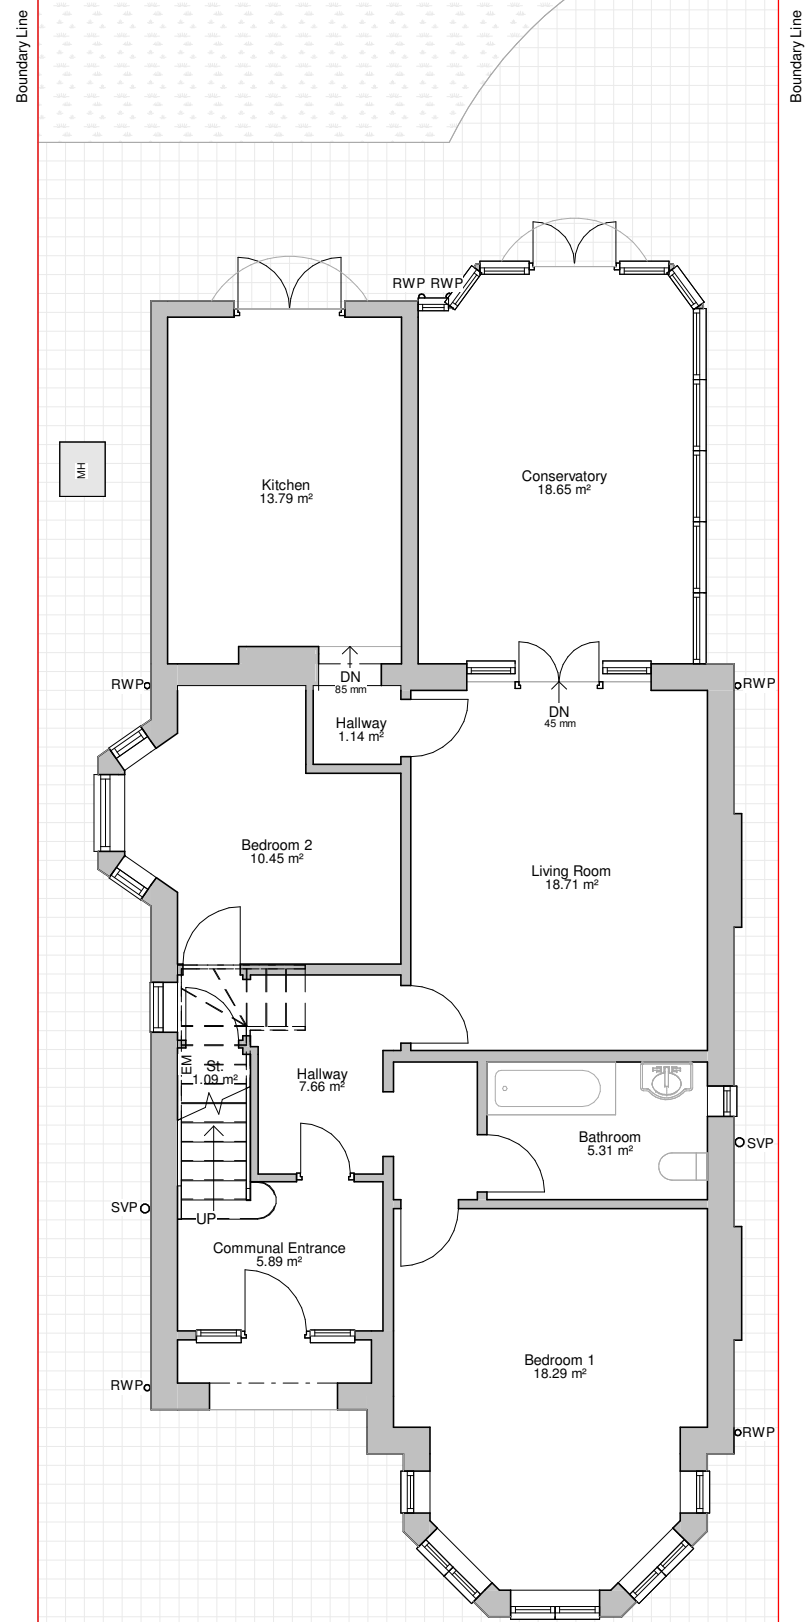 Boundary Line
Boundary Line
RWP RWP
MH
Kitchen
13.79 m²
Conservatory
18.65 m²
RWP
DN
85 mm
RWP
Hallway
1.14 m²
DN
45 mm
Bedroom 2
10.45 m²
Living Room
18.71 m²
EM
St.
1.09 m²
Hallway
7.66 m²
Bathroom
5.31 m²
SVP
SVP
UP
Communal Entrance
5.89 m²
Bedroom 1
18.29 m²
RWP
RWP